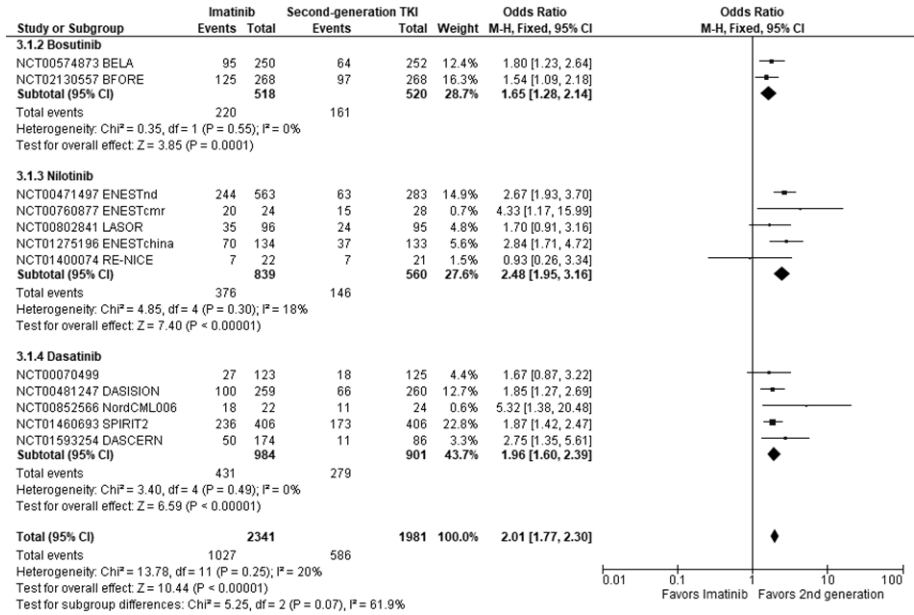 Imatinib Second-generation TKI Odds Ratio Odds Ratio
Study or Subgroup Events Total Events Total Weight M-H, Fixed, 95% CI M-H, Fixed, 95% CI
3.1.2 Bosutinib
NCT00574873 BELA 95 250 64 252 12.4% 1.80 [1.23, 2.64]
NCT02130557 BFORE 125 268 97 268 16.3% 1.54 [1.09, 2.18]
Subtotal (95% CI) 518 520 28.7% 1.65 [1.28, 2.14]
Total events 220 161
Heterogeneity: Chi² = 0.35, df = 1 (P = 0.55); I² = 0%
Test for overall effect: Z = 3.85 (P = 0.0001)
3.1.3 Nilotinib
NCT00471497 ENESTnd 244 563 63 283 14.9% 2.67 [1.93, 3.70]
NCT00760877 ENESTcmr 20 24 15 28 0.7% 4.33 [1.17, 15.99]
NCT00802841 LASOR 35 96 24 95 4.8% 1.70 [0.91, 3.16]
NCT01275196 ENESTchina 70 134 37 133 5.6% 2.84 [1.71, 4.72]
NCT01400074 RE-NICE 7 22 7 21 1.5% 0.93 [0.26, 3.34]
Subtotal (95% CI) 839 560 27.6% 2.48 [1.95, 3.16]
Total events 376 146
Heterogeneity: Chi² = 4.85, df = 4 (P = 0.30); I² = 18%
Test for overall effect: Z = 7.40 (P < 0.00001)
3.1.4 Dasatinib
NCT00070499 27 123 18 125 4.4% 1.67 [0.87, 3.22]
NCT00481247 DASISION 100 259 66 260 12.7% 1.85 [1.27, 2.69]
NCT00852566 NordCML006 18 22 11 24 0.6% 5.32 [1.38, 20.48]
NCT01460693 SPIRIT2 236 406 173 406 22.8% 1.87 [1.42, 2.47]
NCT01593254 DASCERN 50 174 11 86 3.3% 2.75 [1.35, 5.61]
Subtotal (95% CI) 984 901 43.7% 1.96 [1.60, 2.39]
Total events 431 279
Heterogeneity: Chi² = 3.40, df = 4 (P = 0.49); I² = 0%
Test for overall effect: Z = 6.59 (P < 0.00001)
Total (95% CI) 2341 1981 100.0% 2.01 [1.77, 2.30]
Total events 1027 586
Heterogeneity: Chi² = 13.78, df = 11 (P = 0.25); I² = 20%
Test for overall effect: Z = 10.44 (P < 0.00001)
Test for subgroup differences: Chi² = 5.25, df = 2 (P = 0.07), I² = 61.9%
0.01 0.1 1 10 100
Favors Imatinib Favors 2nd generation